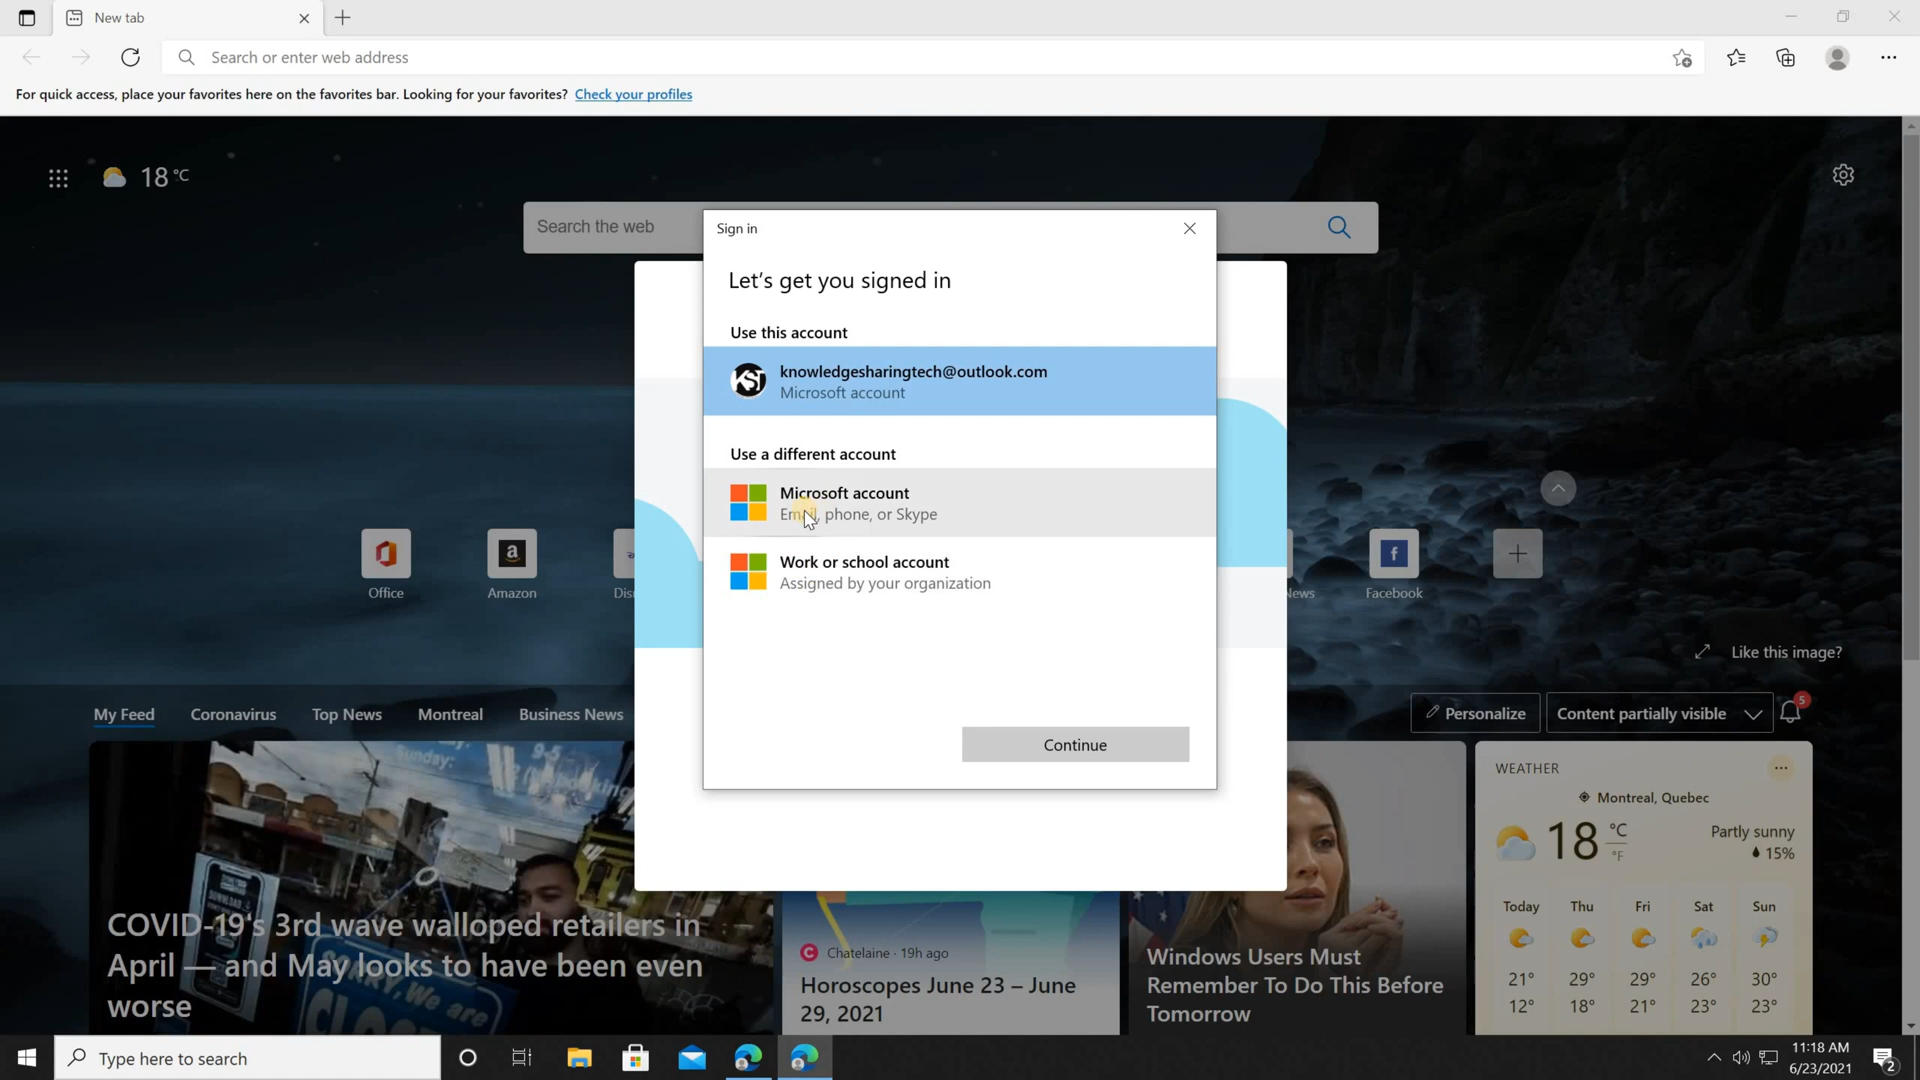 New tab
Search or enter web address
For quick access, place your favorites here on the favorites bar. Looking for your favorites? Check your profiles
18 °C
Search the web
Sign in
Let's get you signed in
Use this account
knowledgesharingtech@outlook.com
Microsoft account
Use a different account
Microsoft account
Email, phone, or Skype
Work or school account
Assigned by your organization
Continue
Office
Amazon
Dis
News
Facebook
Like this image?
My Feed
Coronavirus
Top News
Montreal
Business News
Personalize
Content partially visible
5
COVID-19's 3rd wave walloped retailers in
April — and May looks to have been even
worse
Chatelaine · 19h ago
Horoscopes June 23 – June
29, 2021
Windows Users Must
Remember To Do This Before
Tomorrow
WEATHER
Montreal, Quebec
18 °C
°F
Partly sunny
15%
Today Thu Fri Sat Sun
21° 29° 29° 26° 30°
12° 18° 21° 23° 23°
Type here to search
11:18 AM
6/23/2021
2